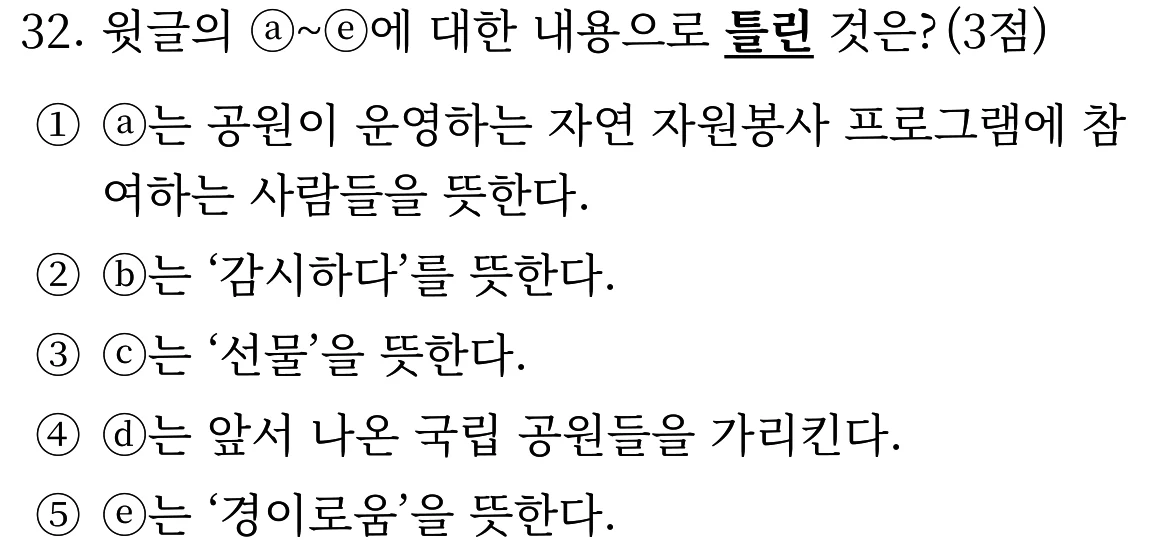 32. 윗글의 ⓐ~ⓔ에 대한 내용으로 틀린 것은?(3점)
① ⓐ는 공원이 운영하는 자연 자원봉사 프로그램에 참
여하는 사람들을 뜻한다.
② ⓑ는 ‘감시하다’를 뜻한다.
③ ⓒ는 ‘선물’을 뜻한다.
④ ⓓ는 앞서 나온 국립 공원들을 가리킨다.
⑤ ⓔ는 ‘경이로움’을 뜻한다.